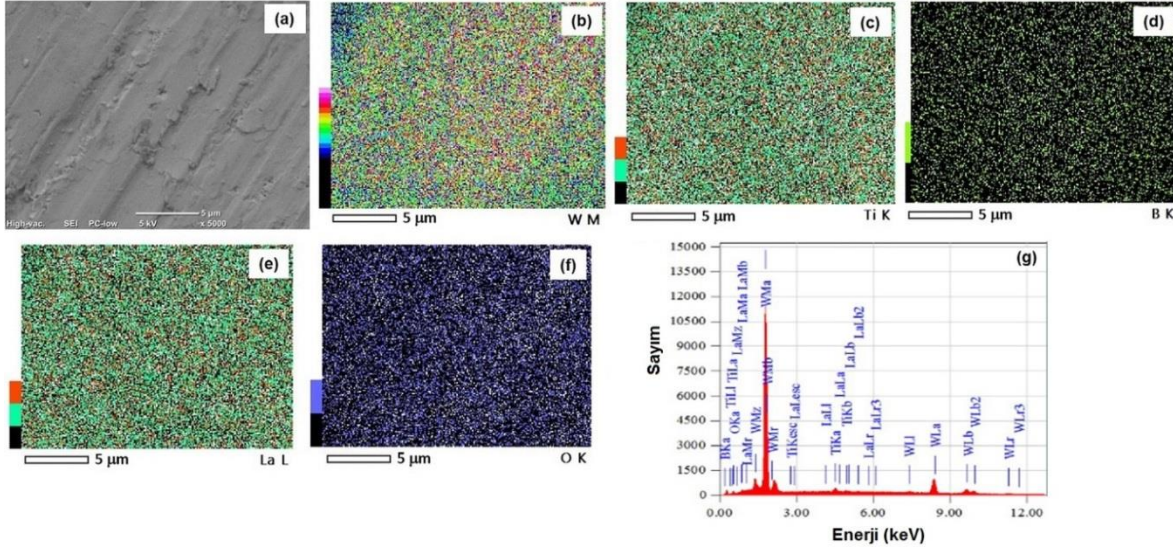 (a)
High-vac. SEI PC-low 5 kV 5 µm x 5000
(b)
5 µm W M
(c)
5 µm Ti K
(d)
5 µm B K
(e)
5 µm La L
(f)
5 µm O K
(g)
15000
13500
12000
10500
9000
7500
6000
4500
3000
1500
0
Sayım
BKa
TiLl
OKa
TiLa
LaMz
LaMa
LaMb
LaMr
WMz
WMa
WMb
WMr
TiKesc
LaLesc
LaLl
TiKa
LaLa
TiKb
LaLb
LaLb2
LaLr
LaLr3
WLl
WLa
WLb
WLb2
WLr
WLr3
0.00 3.00 6.00 9.00 12.00
Enerji (keV)